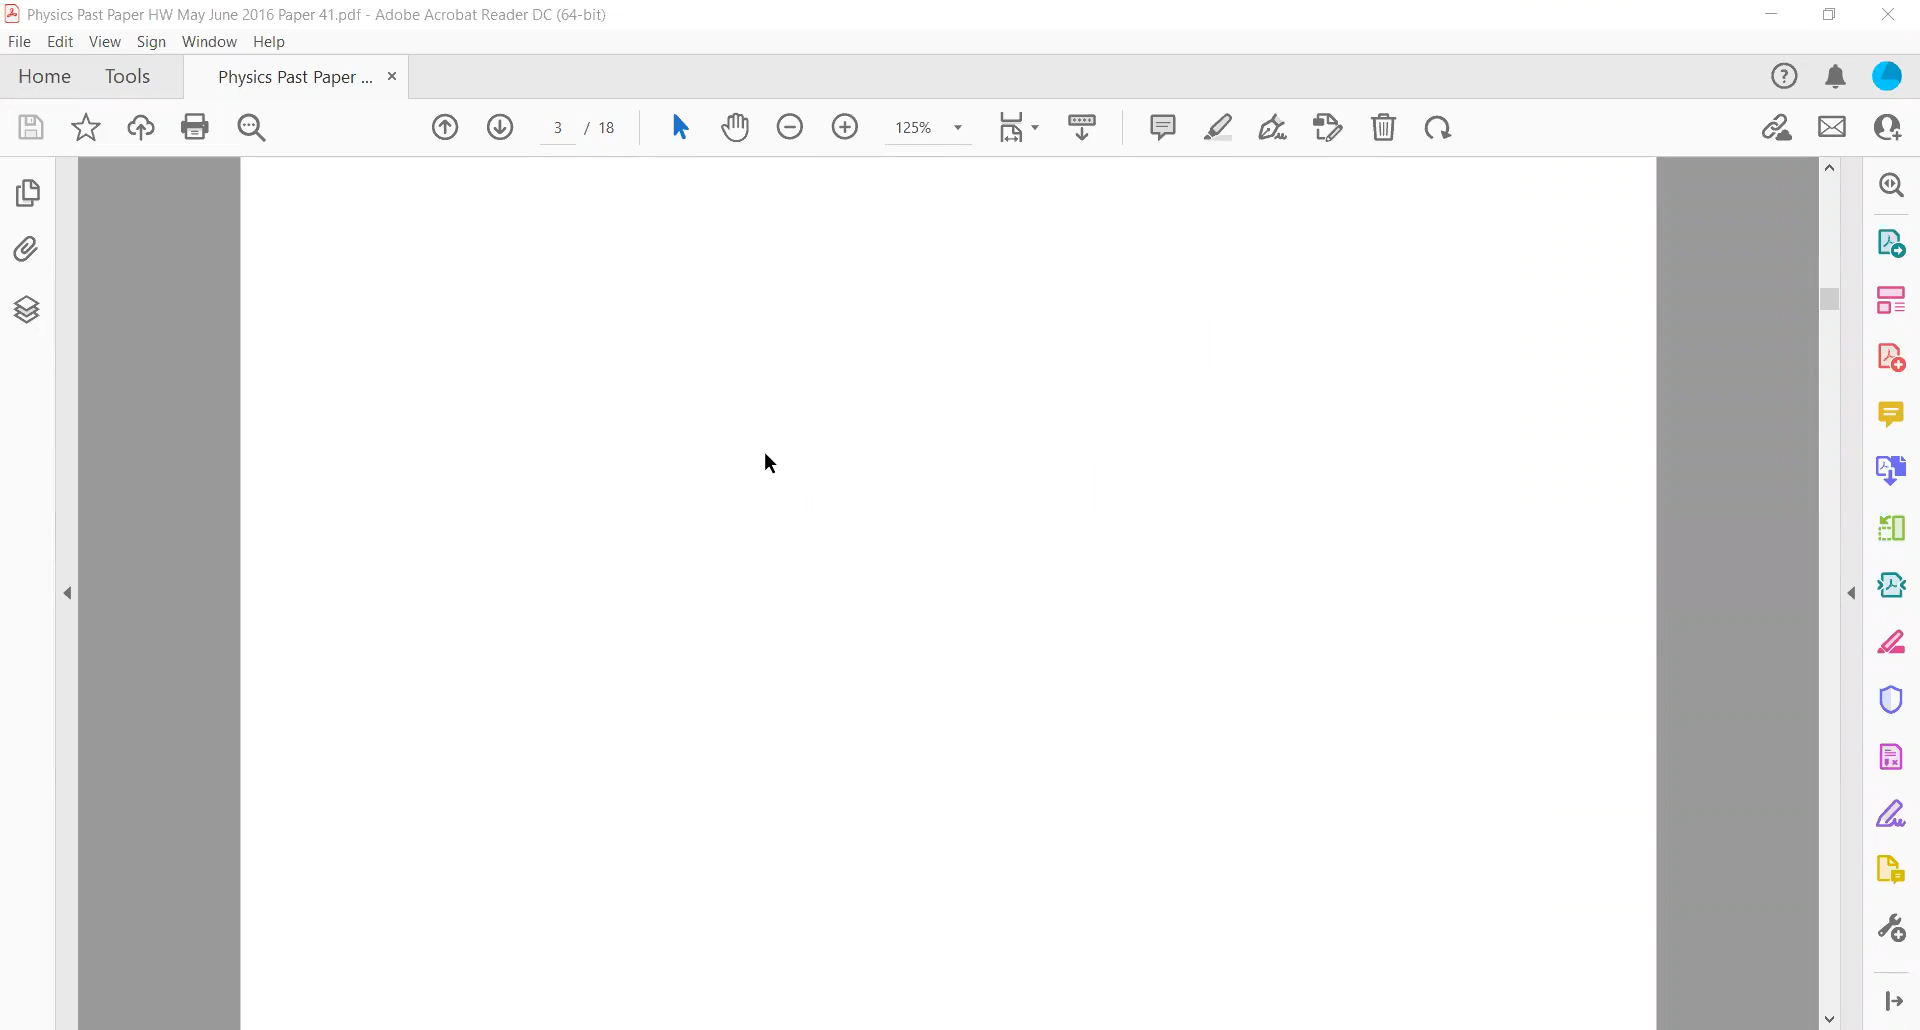 Physics Past Paper HW May June 2016 Paper 41.pdf - Adobe Acrobat Reader DC (64-bit)
File Edit View Sign Window Help
Home Tools Physics Past Paper ... ×
3 / 18 125%